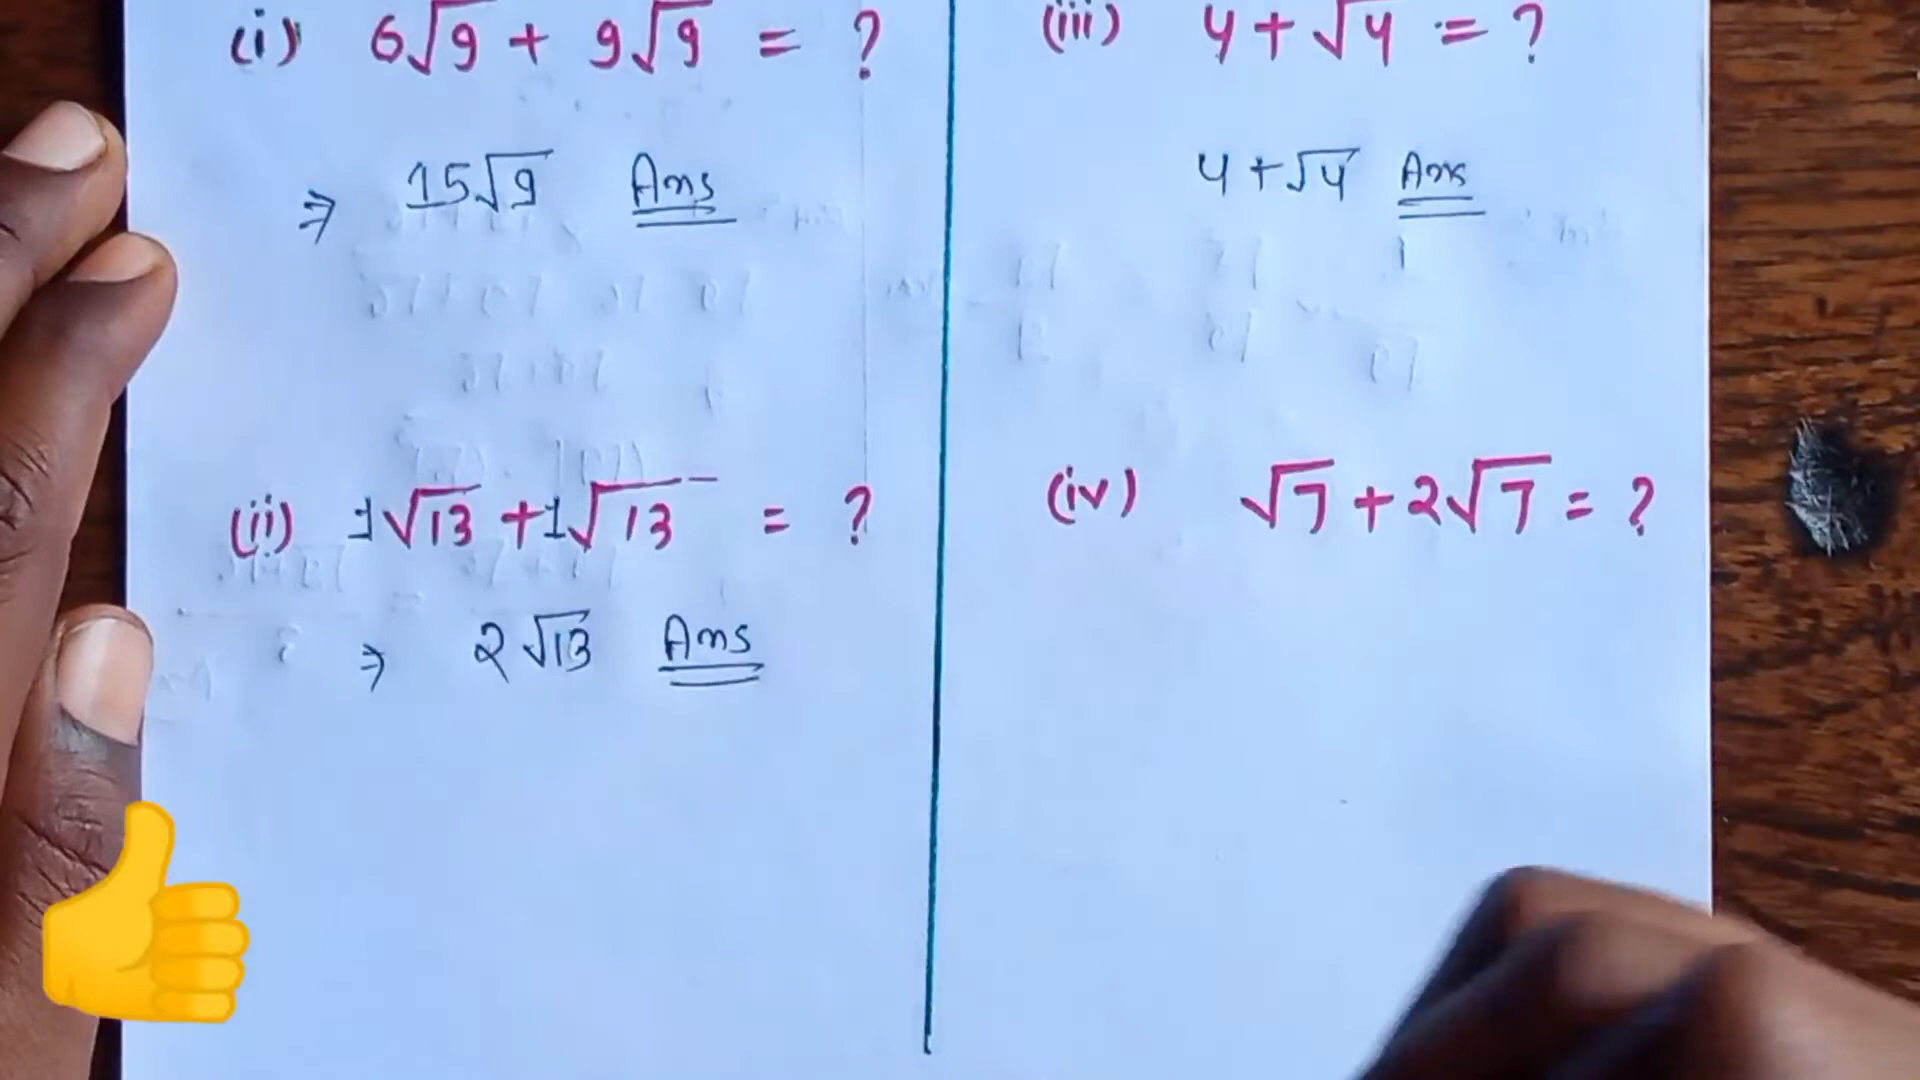 (i) 6√9 + 9√9 = ?
⇒ 15√9 Ans
(ii) 1√13 + 1√13 = ?
⇒ 2√13 Ans
(iii) 4 + √4 = ?
4 + √4 Ans
(iv) √7 + 2√7 = ?